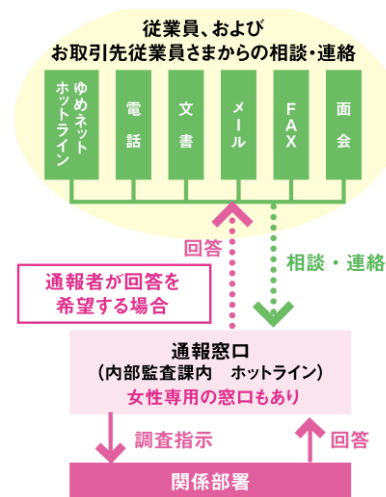 従業員、および
お取引先従業員さまからの相談・連絡
ゆめネット
ホットライン
電話
文書
メール
FAX
面会
回答
相談・連絡
通報者が回答を
希望する場合
通報窓口
(内部監査課内　ホットライン)
女性専用の窓口もあり
調査指示
回答
関係部署